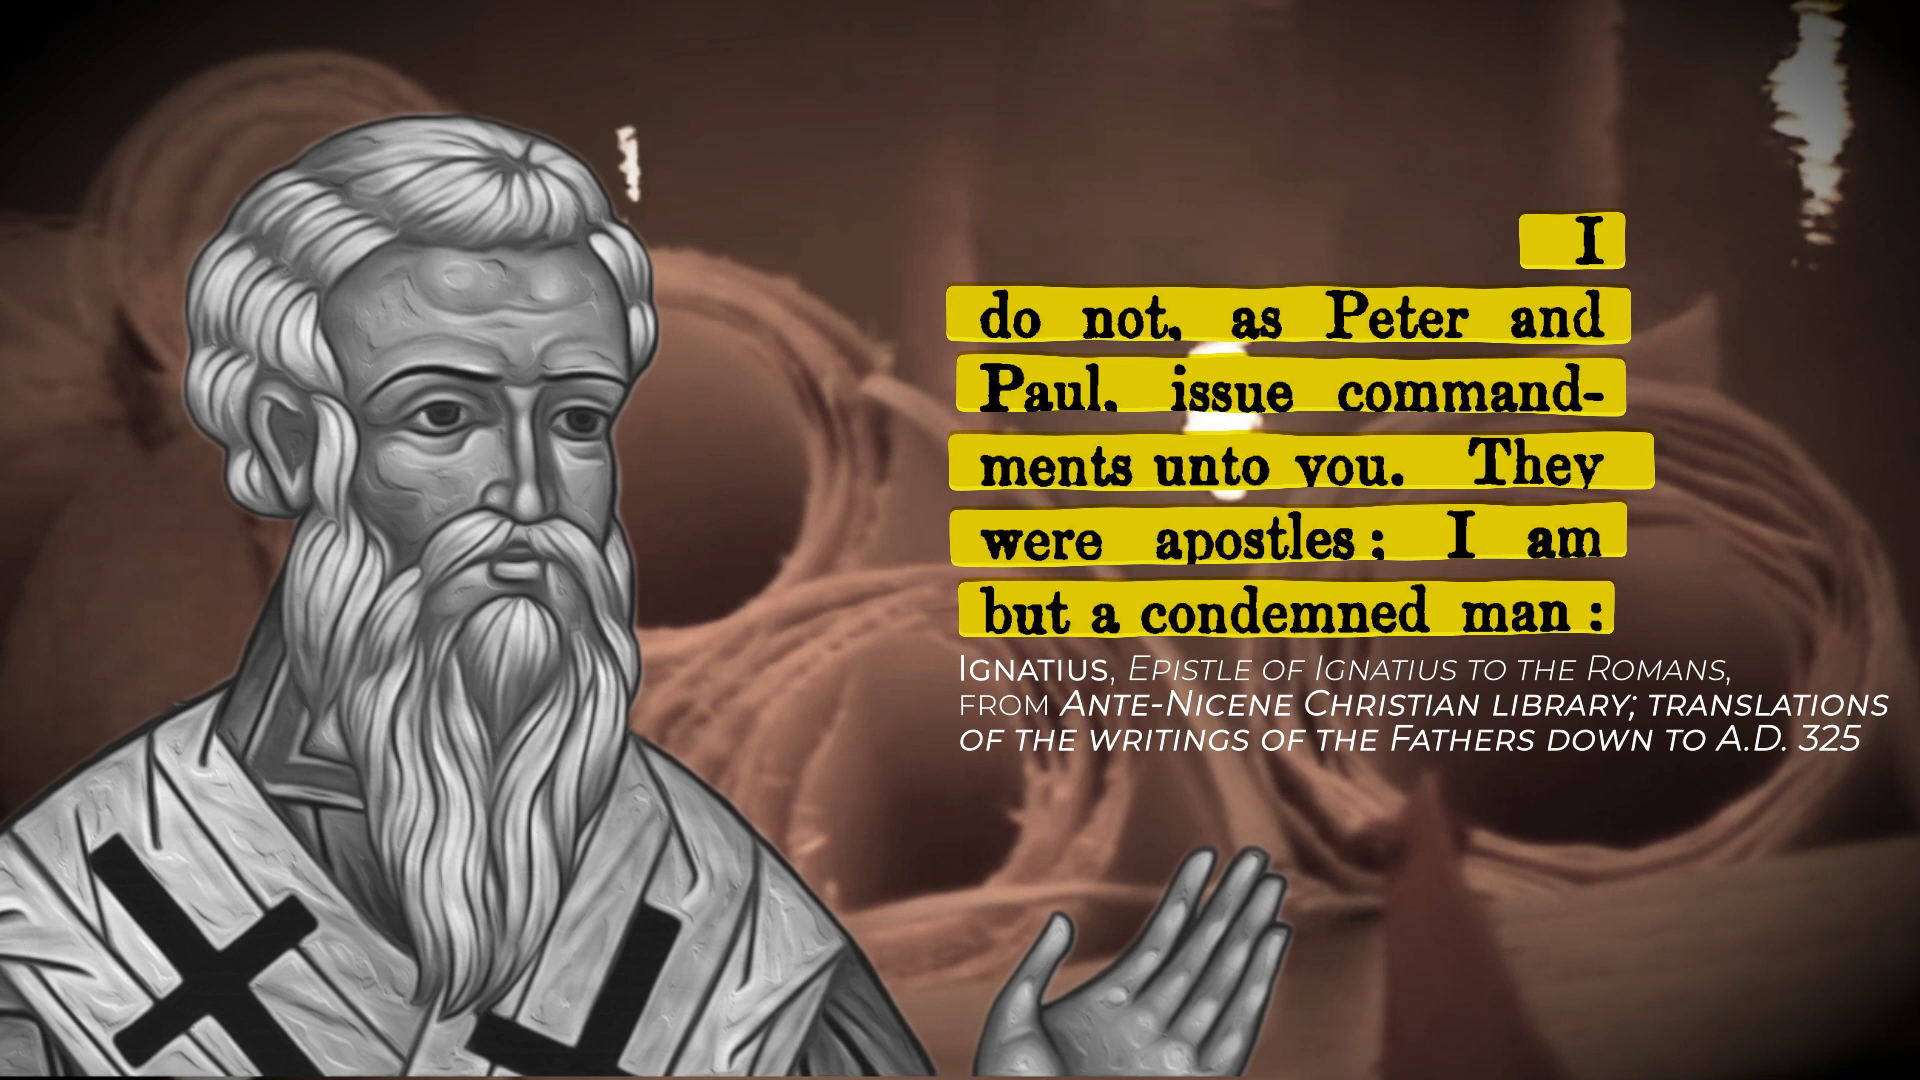 I
do not, as Peter and
Paul, issue command-
ments unto you. They
were apostles; I am
but a condemned man:
IGNATIUS, EPISTLE OF IGNATIUS TO THE ROMANS,
FROM ANTE-NICENE CHRISTIAN LIBRARY; TRANSLATIONS
OF THE WRITINGS OF THE FATHERS DOWN TO A.D. 325